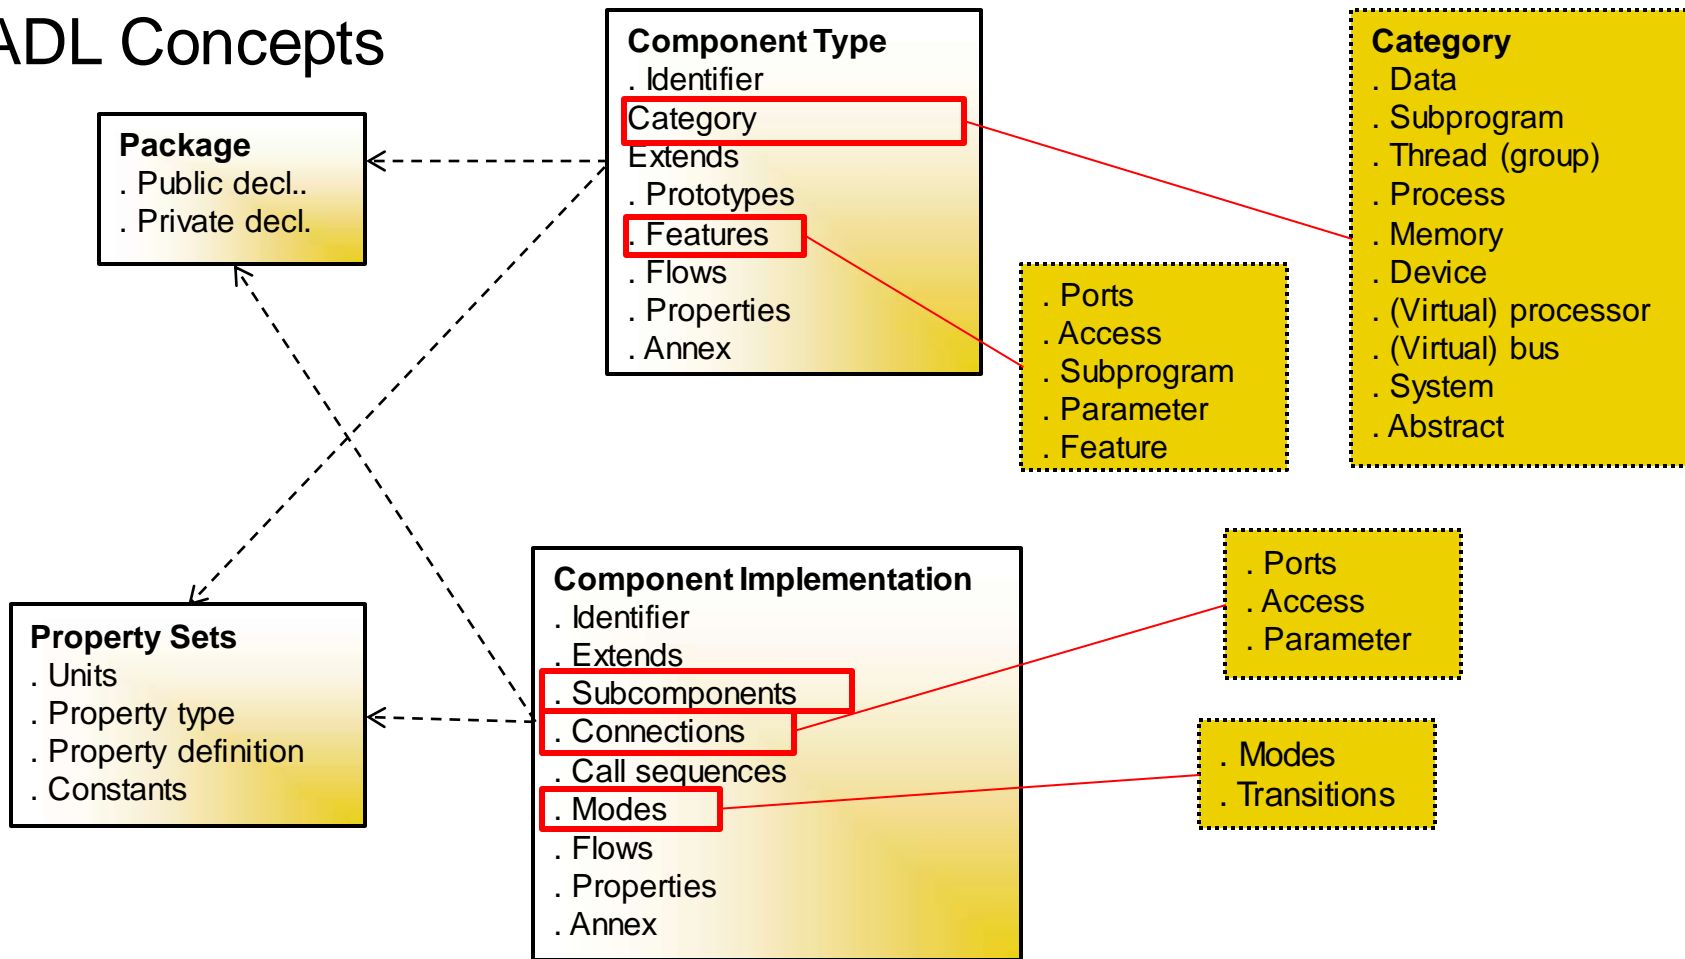 ADL Concepts
Component Type
. Identifier
Category
Extends
. Prototypes
. Features
. Flows
. Properties
. Annex
Category
. Data
. Subprogram
. Thread (group)
. Process
. Memory
. Device
. (Virtual) processor
. (Virtual) bus
. System
. Abstract
Package
. Public decl..
. Private decl.
. Ports
. Access
. Subprogram
. Parameter
. Feature
Property Sets
. Units
. Property type
. Property definition
. Constants
Component Implementation
. Identifier
. Extends
. Subcomponents
. Connections
. Call sequences
. Modes
. Flows
. Properties
. Annex
. Ports
. Access
. Parameter
. Modes
. Transitions